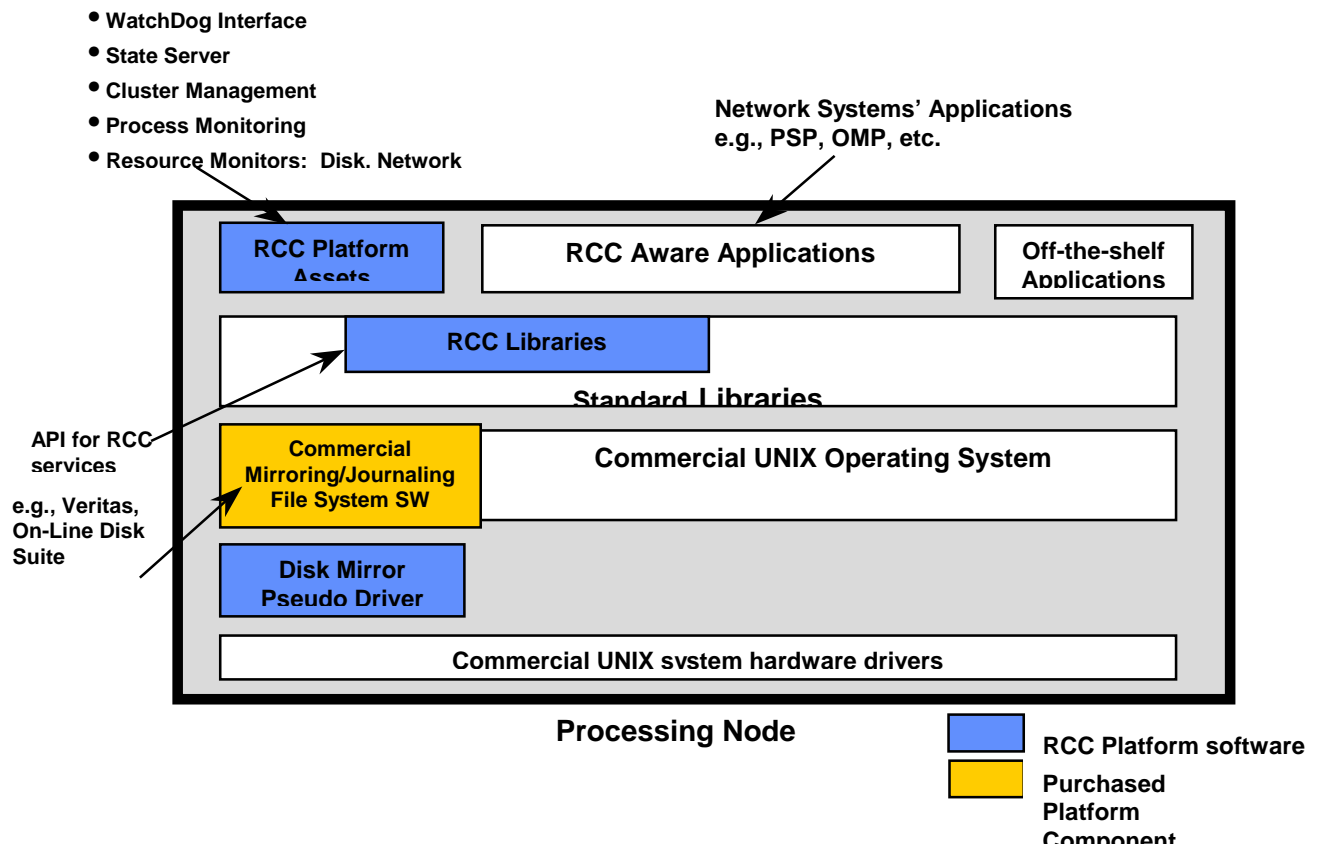 • WatchDog Interface
• State Server
• Cluster Management
• Process Monitoring
• Resource Monitors: Disk. Network
Network Systems’ Applications
e.g., PSP, OMP, etc.
RCC Platform
Assets
RCC Aware Applications
Off-the-shelf
Applications
RCC Libraries
Standard Libraries
API for RCC
services
e.g., Veritas,
On-Line Disk
Suite
Commercial
Mirroring/Journaling
File System SW
Commercial UNIX Operating System
Disk Mirror
Pseudo Driver
Commercial UNIX system hardware drivers
Processing Node
RCC Platform software
Purchased
Platform
Component